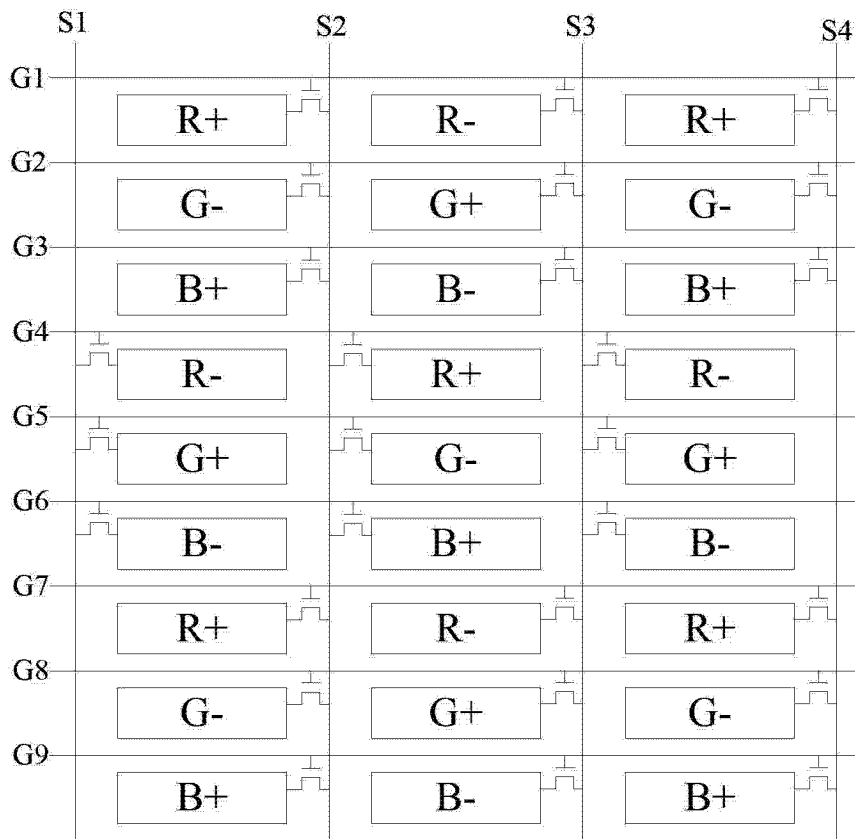 S1 S2 S3 S4
G1
R+ R- R+
G2
G- G+ G-
G3
B+ B- B+
G4
R- R+ R-
G5
G+ G- G+
G6
B- B+ B-
G7
R+ R- R+
G8
G- G+ G-
G9
B+ B- B+